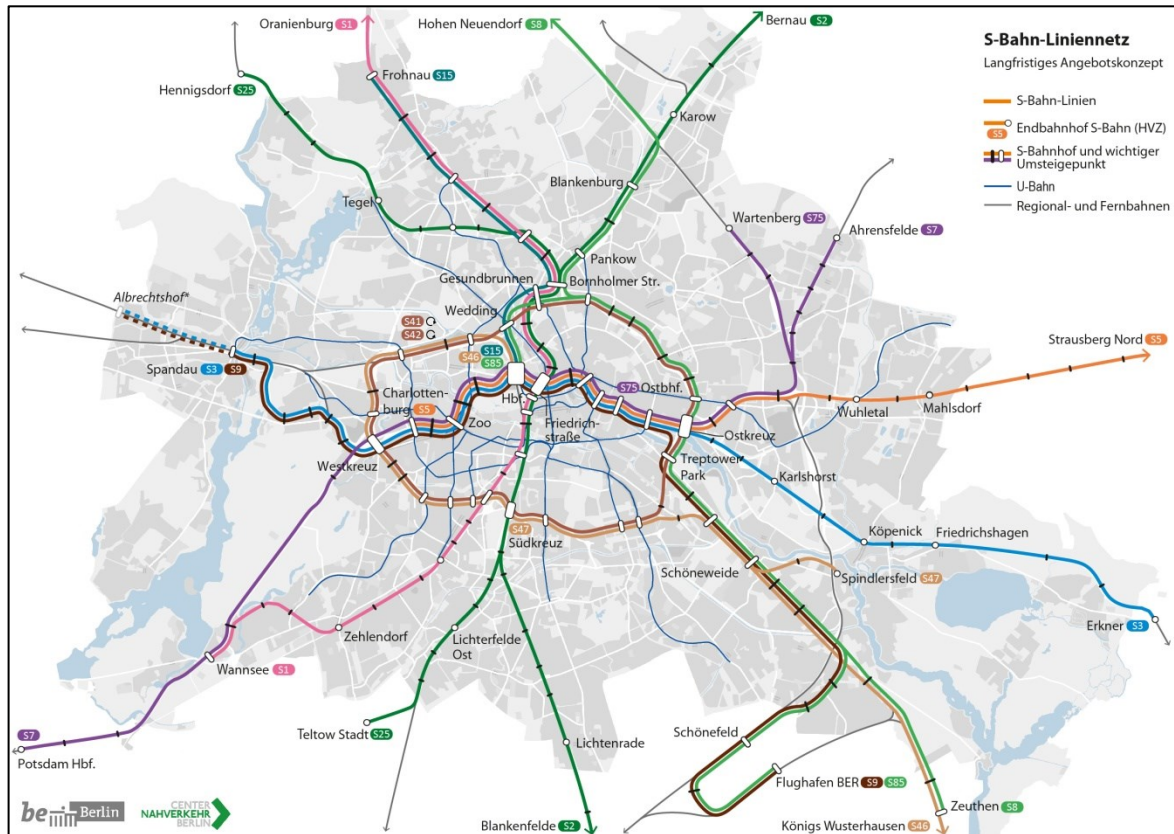 Oranienburg S1
Hohen Neuendorf S8
Bernau S2
S-Bahn-Liniennetz
Langfristiges Angebotskonzept
S-Bahn-Linien
S5
Endbahnhof S-Bahn (HVZ)
S-Bahnhof und wichtiger
Umsteigepunkt
U-Bahn
Regional- und Fernbahnen
Frohnau S15
Hennigsdorf S25
Karow
Blankenburg
Tegel
Wartenberg S75
Ahrensfelde S7
Pankow
Gesundbrunnen
Bornholmer Str.
Wedding
Albrechtshof*
S41
S42
S46
S15
S85
Strausberg Nord S5
Spandau S3 S9
Charlotten-
burg S5
Hbf.
S75 Ostbhf.
Zoo
Friedrich-
straße
Wuhletal
Mahlsdorf
Ostkreuz
Westkreuz
Treptower
Park
Karlshorst
S47
Südkreuz
Köpenick
Friedrichshagen
Schöneweide
Spindlersfeld S47
Erkner S3
Zehlendorf
Lichterfelde
Ost
Wannsee S1
S7
Potsdam Hbf.
Teltow Stadt S25
Lichtenrade
Schönefeld
Flughafen BER S9 S85
Zeuthen S8
Königs Wusterhausen S46
Blankenfelde S2
be Berlin
CENTER
NAHVERKEHR
BERLIN